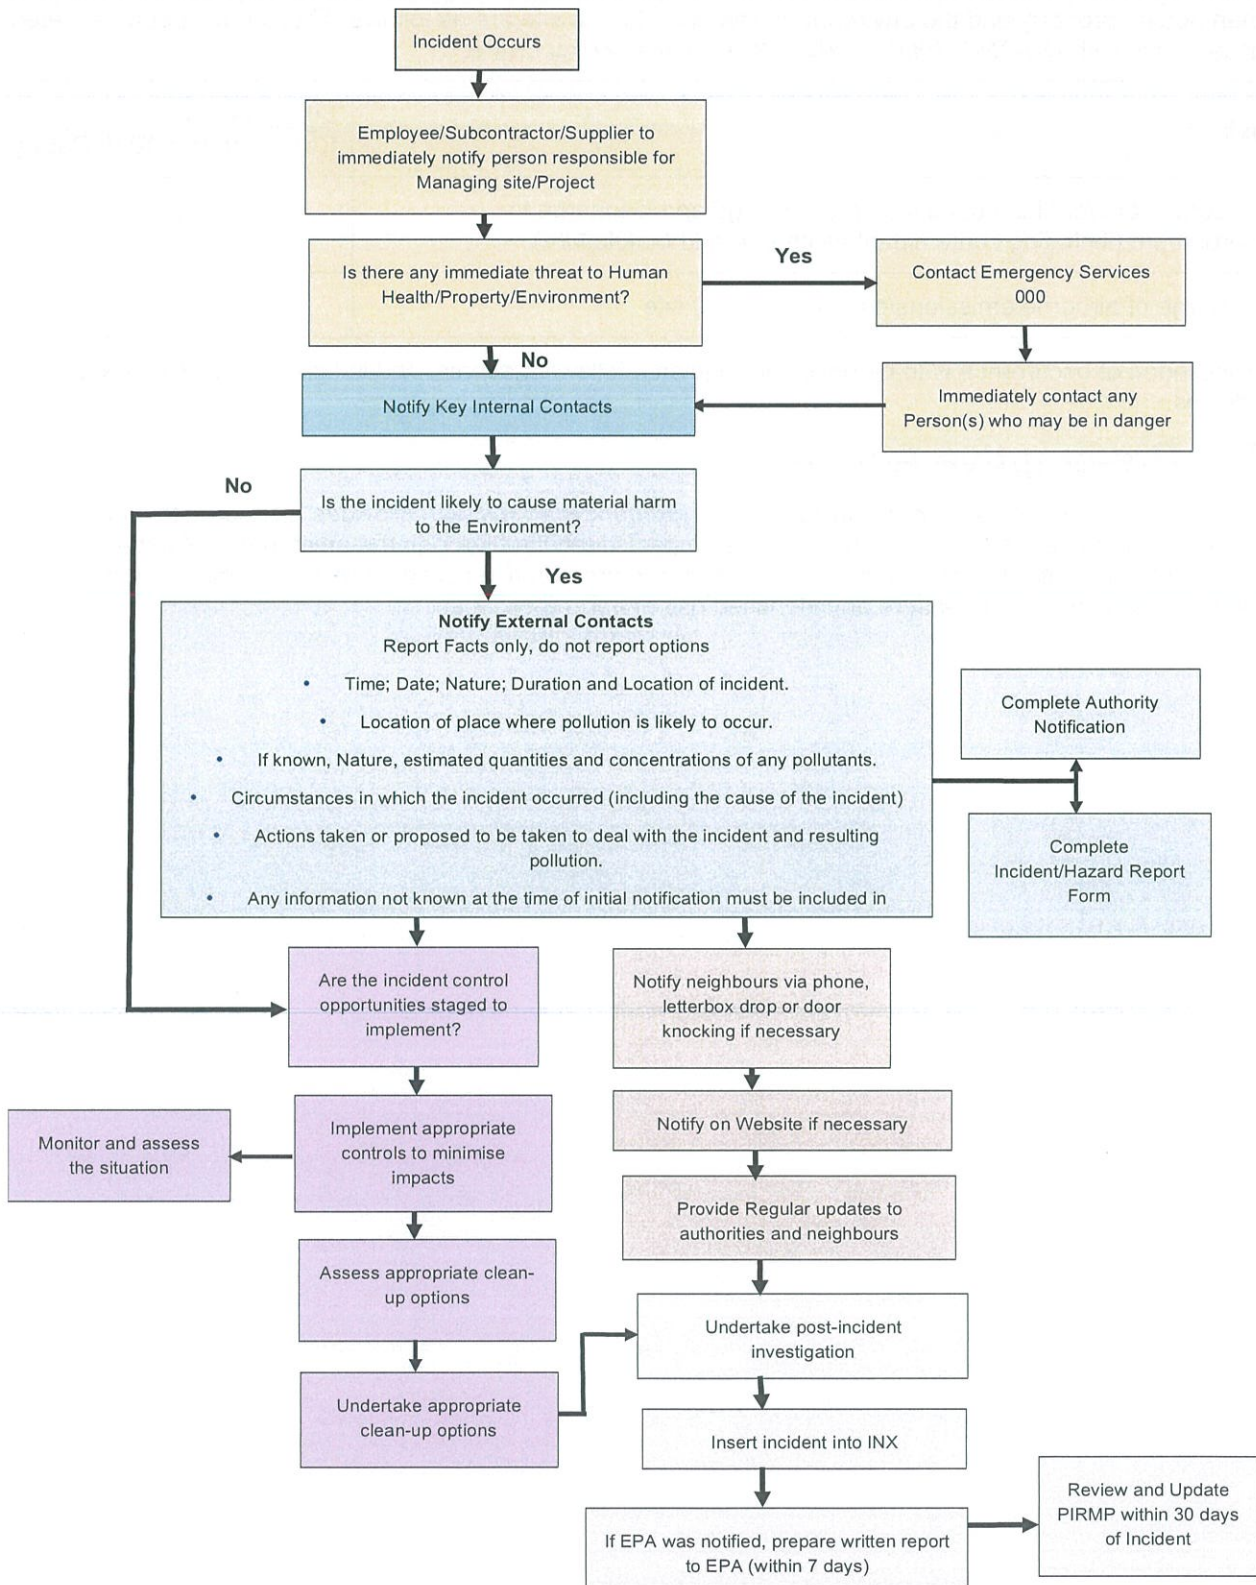 Incident Occurs
Employee/Subcontractor/Supplier to
immediately notify person responsible for
Managing site/Project
Is there any immediate threat to Human
Health/Property/Environment?
Yes
Contact Emergency Services
000
No
Immediately contact any
Person(s) who may be in danger
Notify Key Internal Contacts
No
Is the incident likely to cause material harm
to the Environment?
Yes
Notify External Contacts
Report Facts only, do not report options
• Time; Date; Nature; Duration and Location of incident.
• Location of place where pollution is likely to occur.
• If known, Nature, estimated quantities and concentrations of any pollutants.
• Circumstances in which the incident occurred (including the cause of the incident)
• Actions taken or proposed to be taken to deal with the incident and resulting
pollution.
• Any information not known at the time of initial notification must be included in
Complete Authority
Notification
Complete
Incident/Hazard Report
Form
Are the incident control
opportunities staged to
implement?
Notify neighbours via phone,
letterbox drop or door
knocking if necessary
Implement appropriate
controls to minimise
impacts
Monitor and assess
the situation
Notify on Website if necessary
Provide Regular updates to
authorities and neighbours
Assess appropriate clean-
up options
Undertake post-incident
investigation
Undertake appropriate
clean-up options
Insert incident into INX
If EPA was notified, prepare written report
to EPA (within 7 days)
Review and Update
PIRMP within 30 days
of Incident